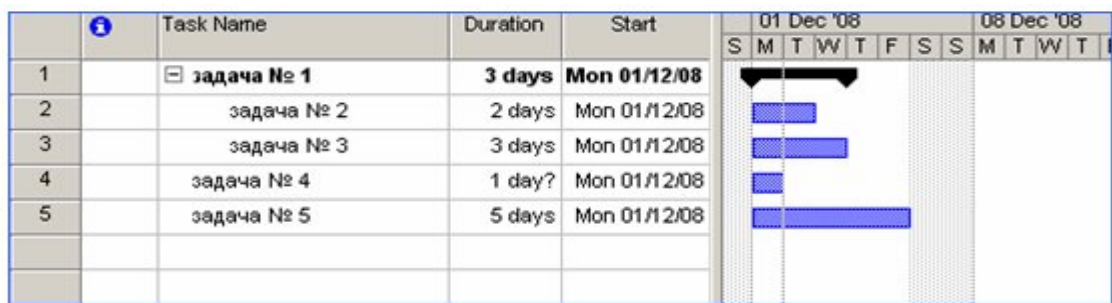 Task Name Duration Start 01 Dec '08 08 Dec '08
S M T W T F S S M T W T
1 задача № 1 3 days Mon 01/12/08
2 задача № 2 2 days Mon 01/12/08
3 задача № 3 3 days Mon 01/12/08
4 задача № 4 1 day? Mon 01/12/08
5 задача № 5 5 days Mon 01/12/08